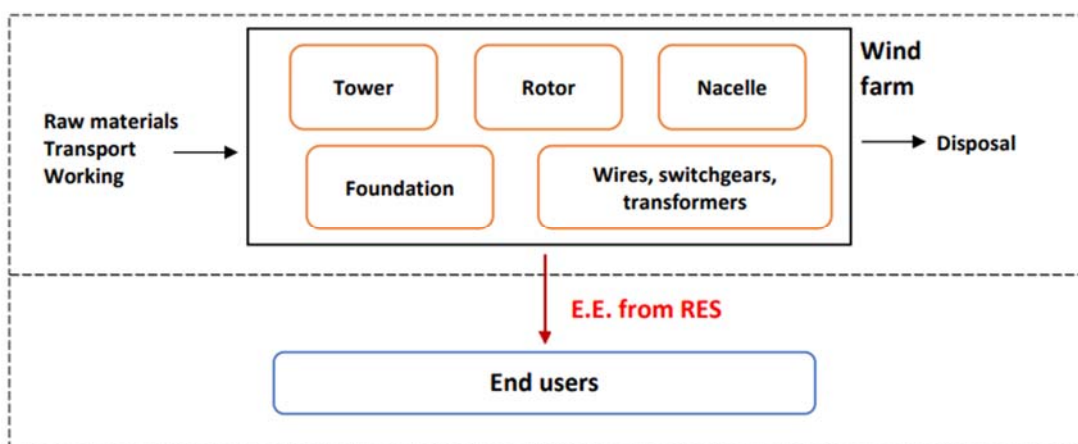 Wind
farm
Tower
Rotor
Nacelle
Raw materials
Transport
Working
Disposal
Foundation
Wires, switchgears,
transformers
E.E. from RES
End users